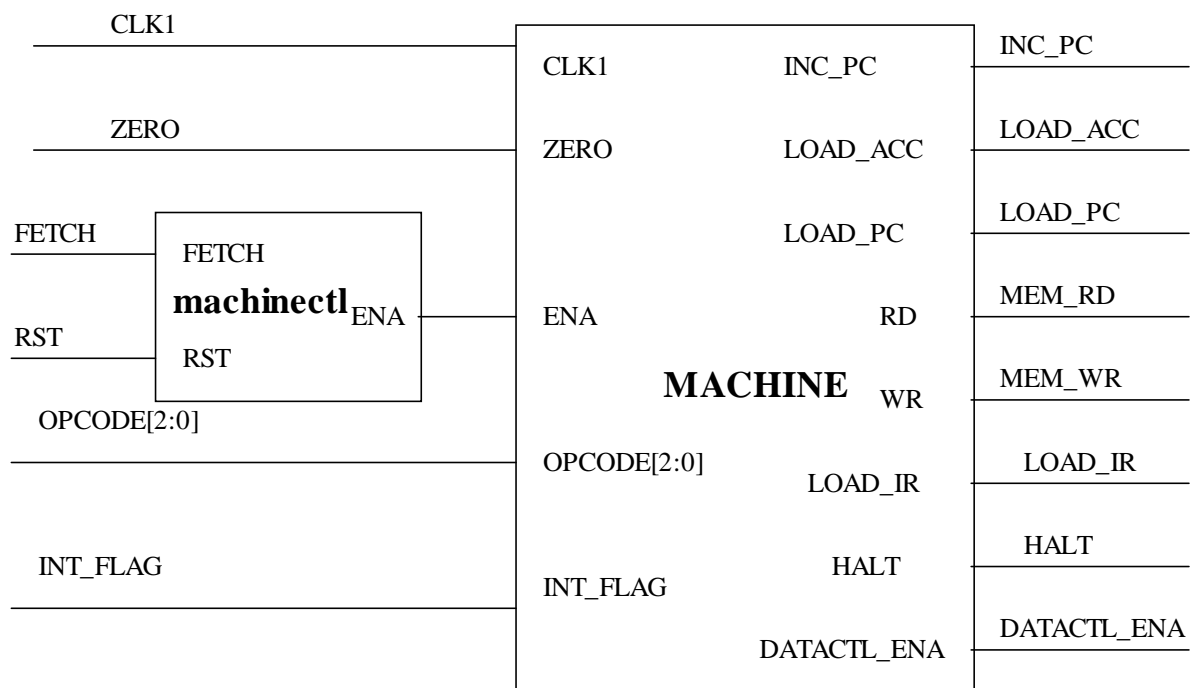 CLK1
INC_PC
CLK1
INC_PC
ZERO
LOAD_ACC
ZERO
LOAD_ACC
FETCH
LOAD_PC
FETCH
LOAD_PC
machinectl
ENA
ENA
RD
MEM_RD
RST
RST
MACHINE
WR
MEM_WR
OPCODE[2:0]
OPCODE[2:0]
LOAD_IR
LOAD_IR
INT_FLAG
HALT
HALT
INT_FLAG
DATACTL_ENA
DATACTL_ENA